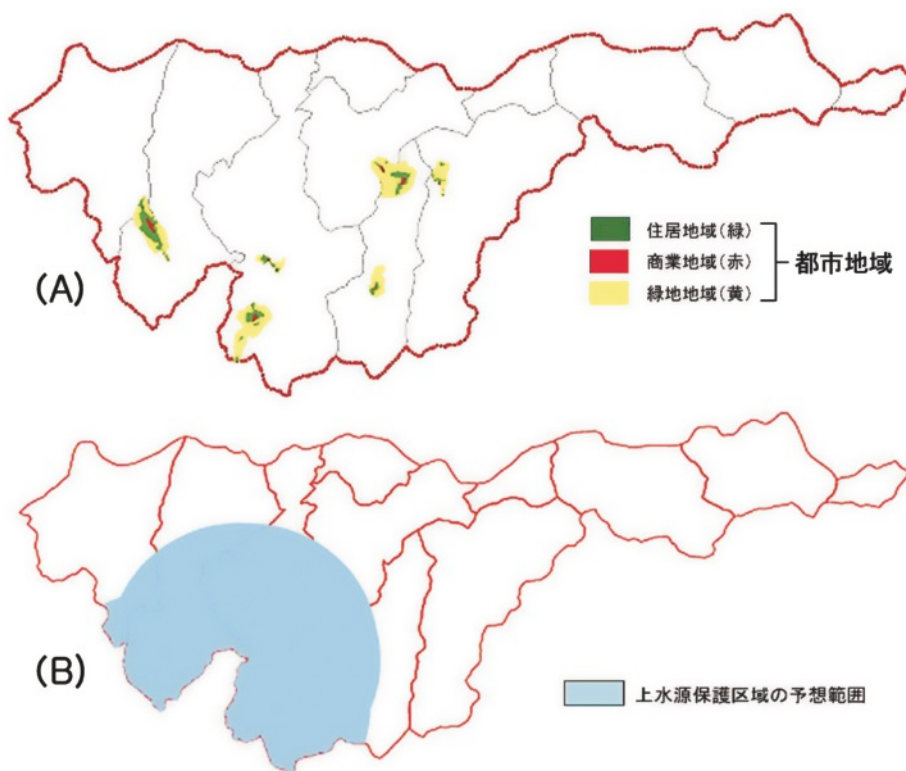 住居地域(緑)
商業地域(赤)
都市地域
緑地地域(黄)
(A)
(B)
上水源保護区域の予想範囲